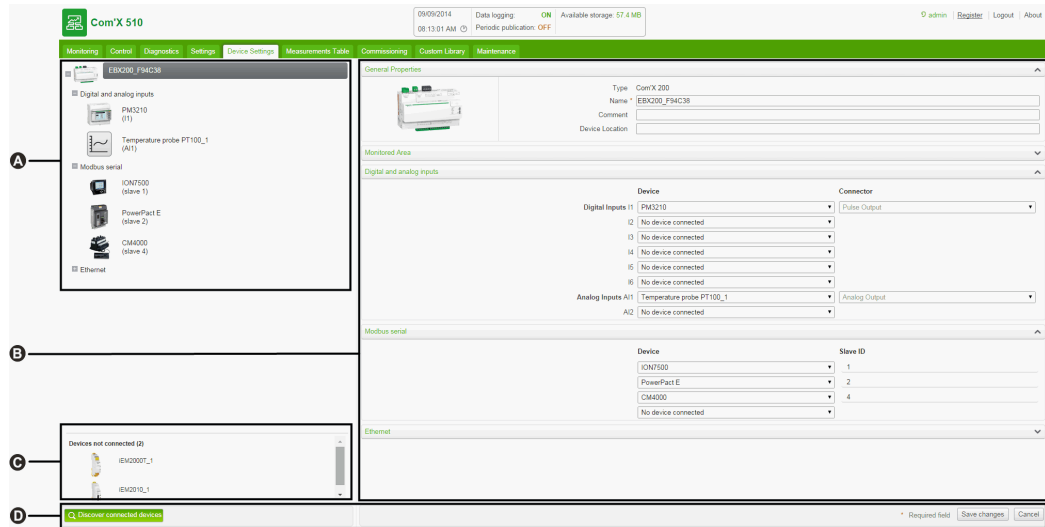 Com'X 510
09/09/2014
08:13:01 AM
Data logging: ON
Periodic publication: OFF
Available storage: 57.4 MB
admin | Register | Logout | About
Monitoring Control Diagnostics Settings Device Settings Measurements Table Commissioning Custom Library Maintenance
A
EBX200_F94C38
Digital and analog inputs
PM3210
(I1)
Temperature probe PT100_1
(AI1)
Modbus serial
ION7500
(slave 1)
PowerPact E
(slave 2)
CM4000
(slave 4)
Ethernet
B
General Properties
Type Com'X 200
Name * EBX200_F94C38
Comment
Device Location
Monitored Area
Digital and analog inputs
Device Connector
Digital Inputs I1 PM3210 Pulse Output
I2 No device connected
I3 No device connected
I4 No device connected
I5 No device connected
I6 No device connected
Analog Inputs AI1 Temperature probe PT100_1 Analog Output
AI2 No device connected
Modbus serial
Device Slave ID
ION7500 1
PowerPact E 2
CM4000 4
No device connected
Ethernet
C
Devices not connected (2)
iEM2000T_1
iEM2010_1
D
Discover connected devices
* Required field Save changes Cancel